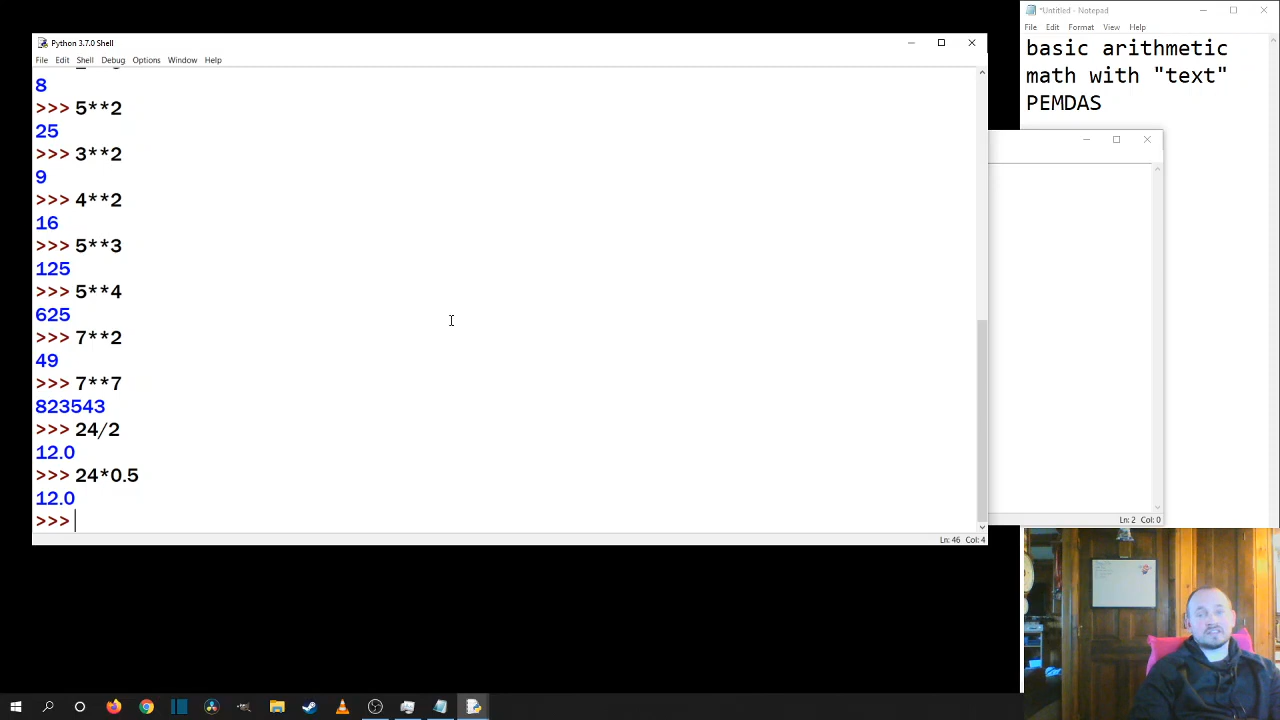 Python 3.7.0 Shell
File Edit Shell Debug Options Window Help
8
>>> 5**2
25
>>> 3**2
9
>>> 4**2
16
>>> 5**3
125
>>> 5**4
625
>>> 7**2
49
>>> 7**7
823543
>>> 24/2
12.0
>>> 24*0.5
12.0
>>>
Ln: 46 Col: 4
*Untitled - Notepad
File Edit Format View Help
basic arithmetic
math with "text"
PEMDAS
Ln: 2 Col: 0